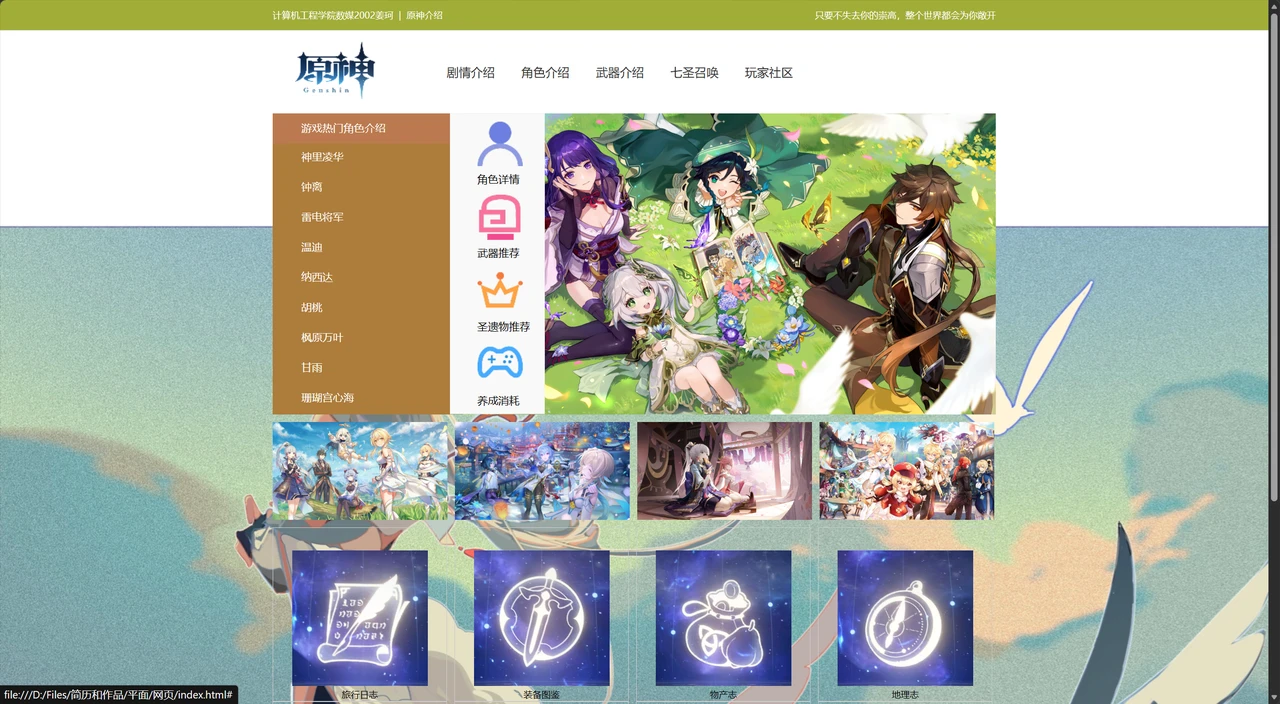 计算机工程学院数媒2002姜珂 | 原神介绍
只要不失去你的崇高，整个世界都会为你敞开
原神
Genshin
剧情介绍 角色介绍 武器介绍 七圣召唤 玩家社区
游戏热门角色介绍
神里凌华
钟离
雷电将军
温迪
纳西达
胡桃
枫原万叶
甘雨
珊瑚宫心海
角色详情
武器推荐
圣遗物推荐
养成消耗
旅行日志
装备图鉴
物产志
地理志
file:///D:/Files/简历和作品/平面/网页/index.html#